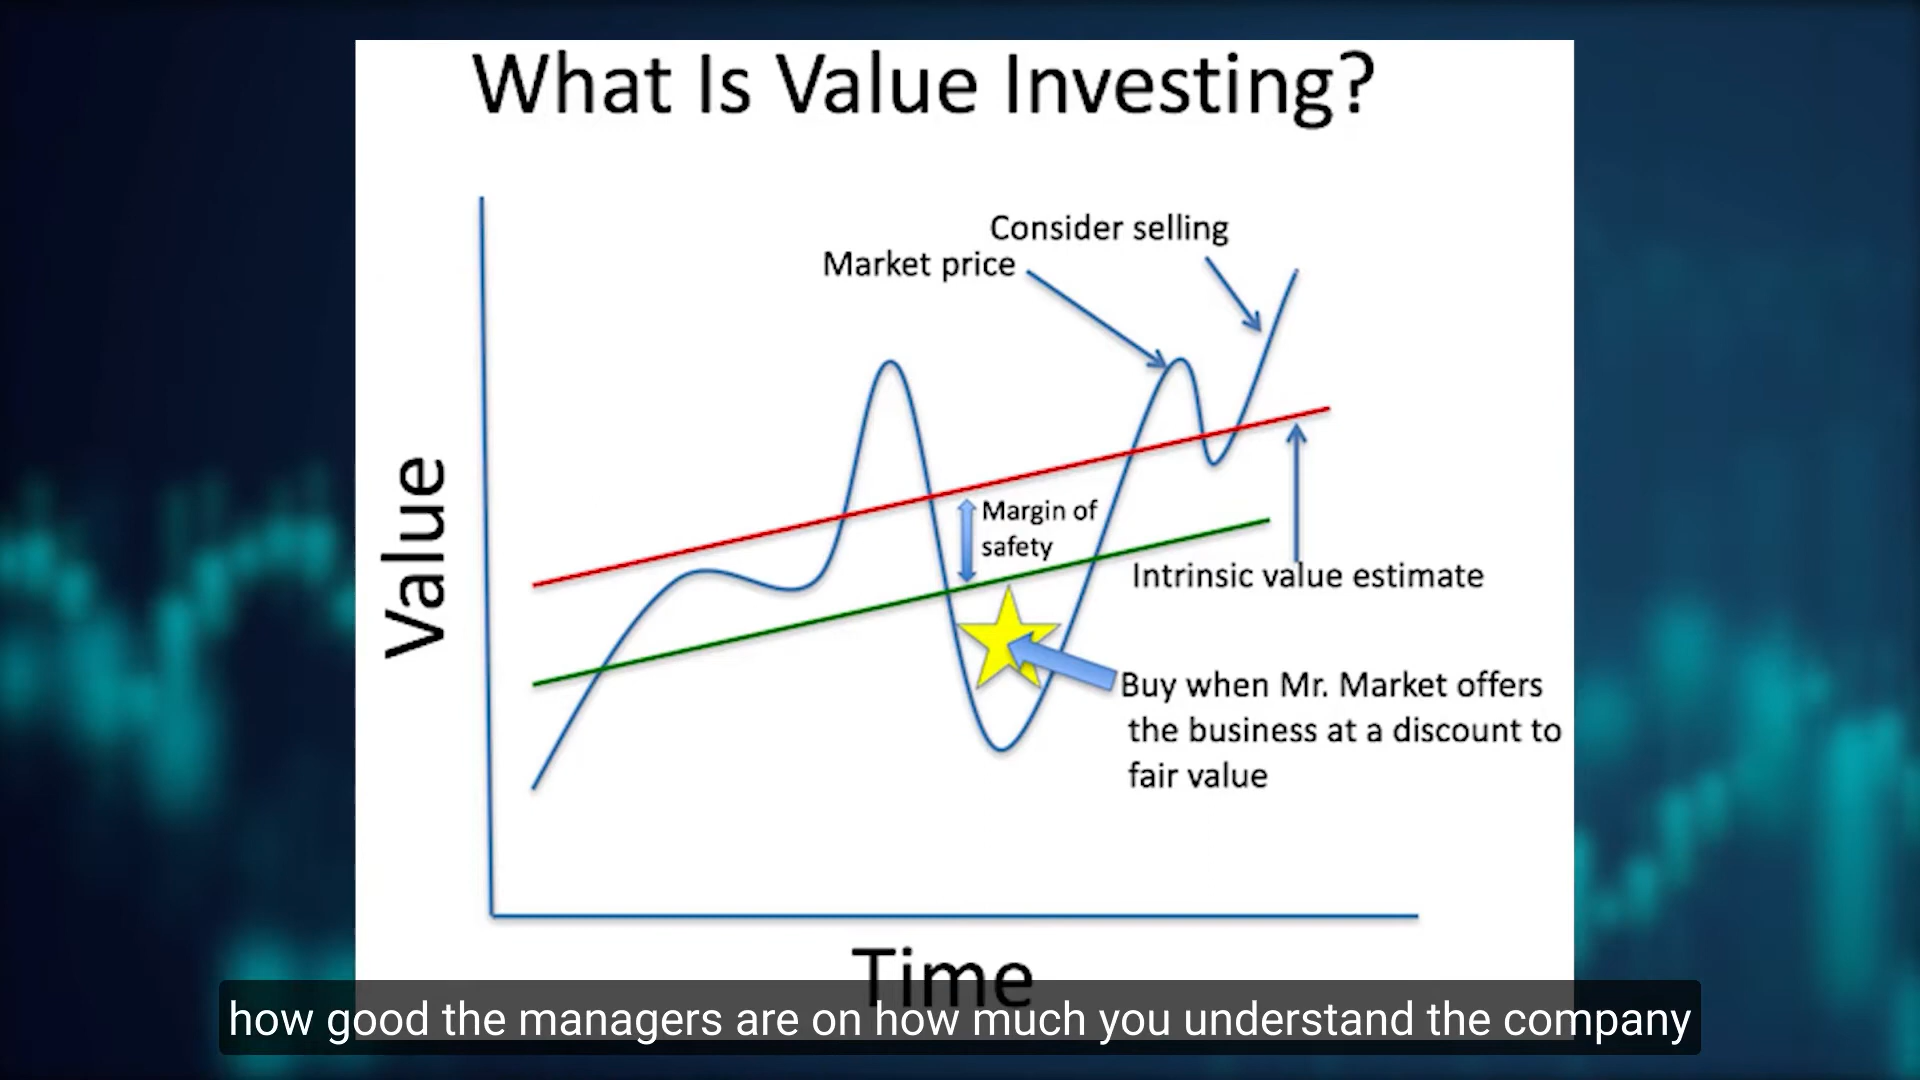 What Is Value Investing?
Consider selling
Market price
Value
Margin of
safety
Intrinsic value estimate
Buy when Mr. Market offers
the business at a discount to
fair value
Time
how good the managers are on how much you understand the company